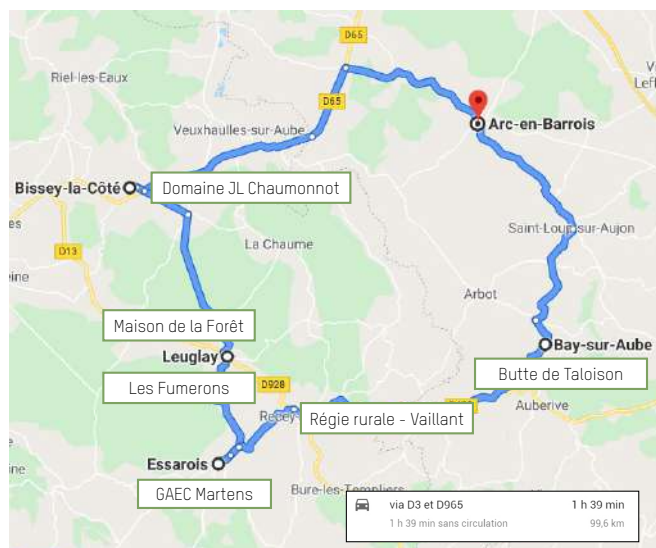 D65
Riel-les-Eaux
D65
Arc-en-Barrois
Veuxhaulles-sur-Aube
Bissey-la-Côté
Domaine JL Chaumonnot
La Chaume
Saint-Loup-sur-Aujon
D13
Arbot
Maison de la Forêt
Leuglay
Bay-sur-Aube
Les Fumerons
D928
Butte de Taloison
Auberive
Recey
Régie rurale - Vaillant
Essarois
GAEC Martens
Bure-les-Templiers
via D3 et D965
1 h 39 min
1 h 39 min sans circulation
99,6 km